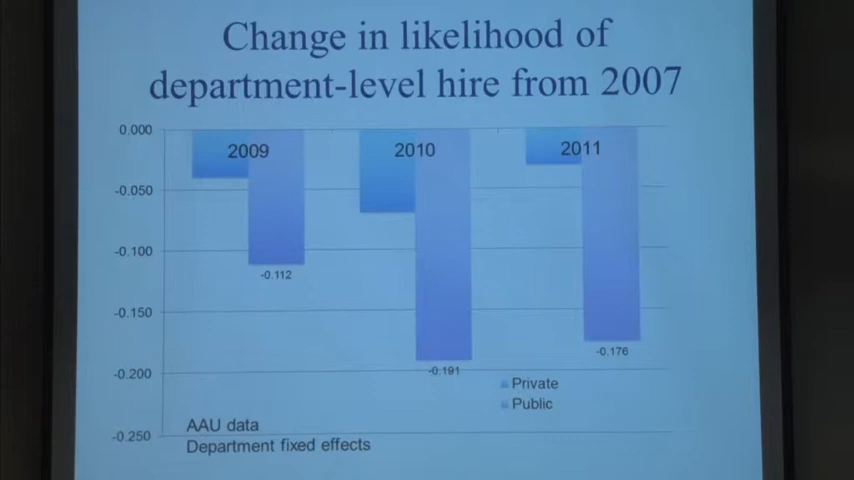 Change in likelihood of
department-level hire from 2007
0.000
2009
2010
2011
-0.050
-0.100
-0.112
-0.150
-0.176
-0.191
-0.200
Private
Public
AAU data
-0.250
Department fixed effects